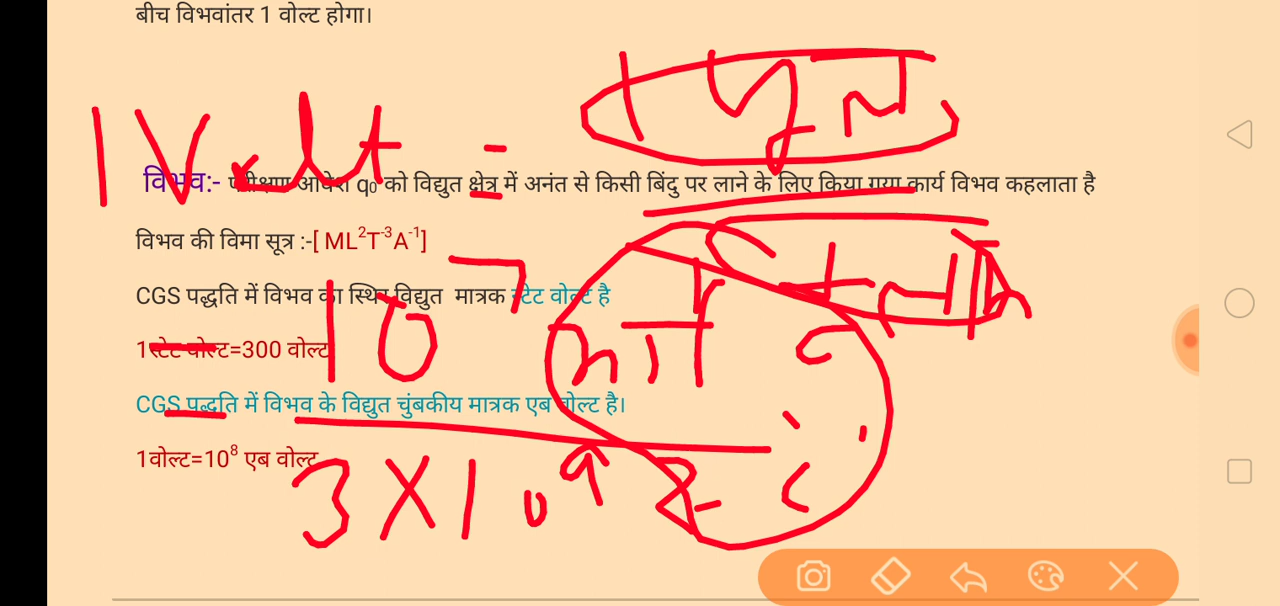 बीच विभवांतर 1 वोल्ट होगा।
1 Volt =
विभव:- परीक्षण आवेश q₀ को विद्युत क्षेत्र में अनंत से किसी बिंदु पर लाने के लिए किया गया कार्य विभव कहलाता है
विभव की विमा सूत्र :-[ ML²T⁻³A⁻¹]
CGS पद्धति में विभव का स्थिर विद्युत मात्रक स्टेट वोल्ट है
10⁷
1स्टेट वोल्ट=300 वोल्ट
CGS पद्धति में विभव के विद्युत चुंबकीय मात्रक एब वोल्ट है।
1वोल्ट=10⁸ एब वोल्ट
3 X 10⁹